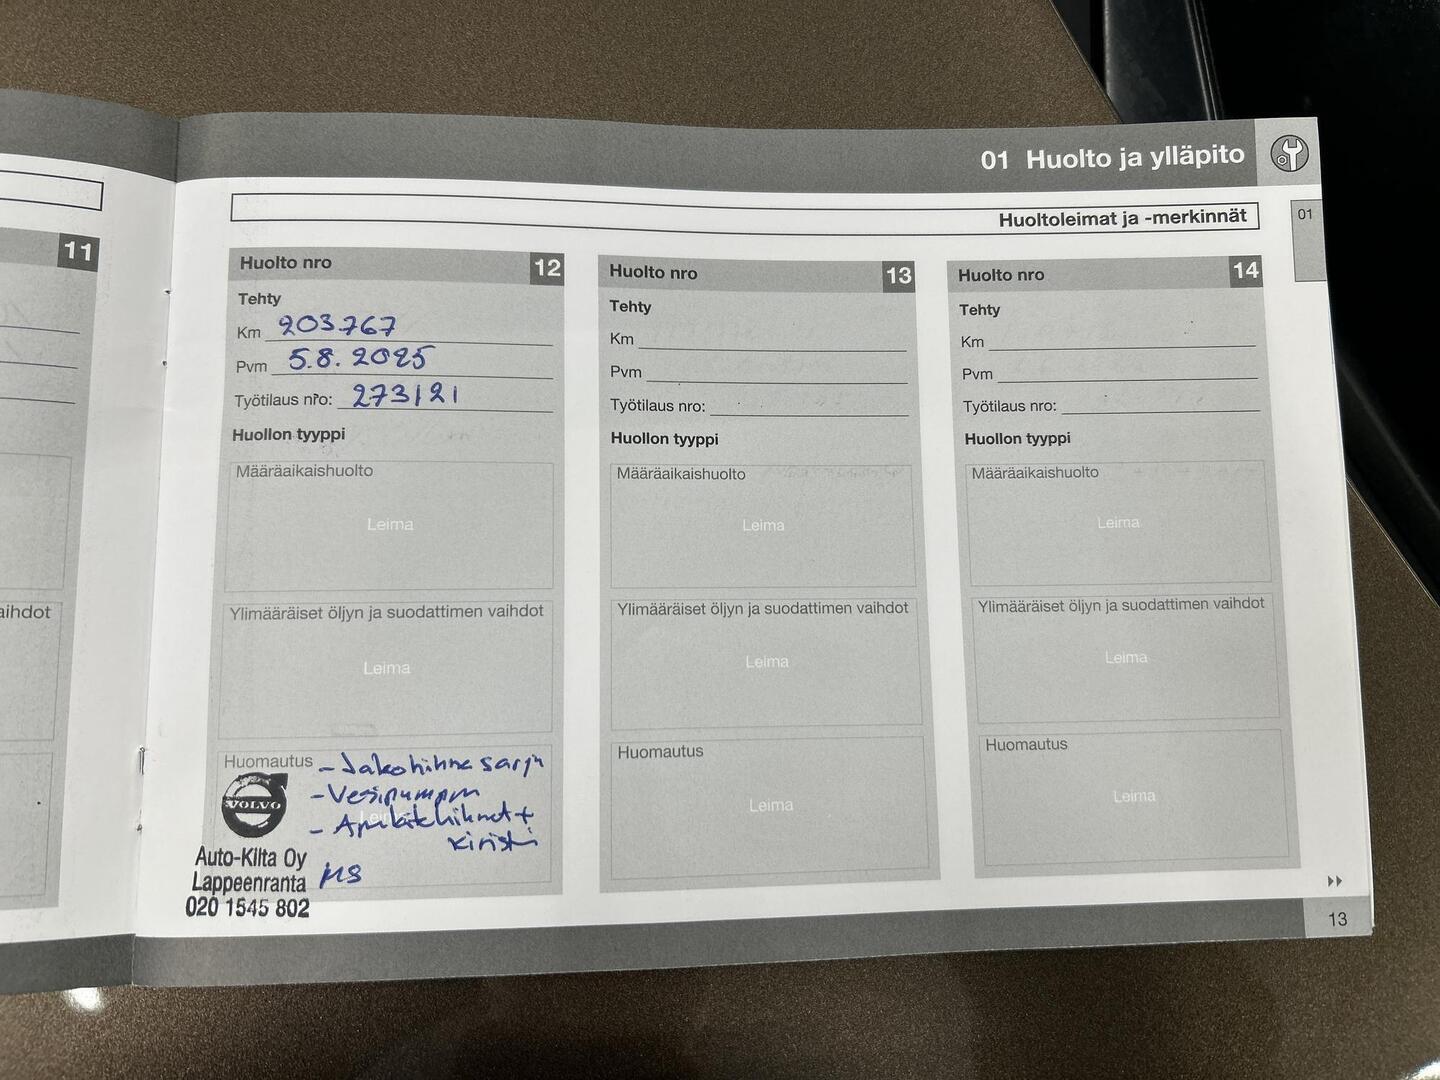 01 Huolto ja ylläpito
Huoltoleimat ja -merkinnät
01
11
aihdot
Huolto nro 12
Tehty
Km 203767
Pvm 5.8. 2025
Työtilaus nro: 273121
Huollon tyyppi
Määräaikaishuolto
Leima
Ylimääräiset öljyn ja suodattimen vaihdot
Leima
Huomautus - Jakohihnasarja
- Vesipumppu
- Apulaitehihnat +
kiristin
VOLVO
Auto-Kilta Oy
Lappeenranta
020 1545 802
Huolto nro 13
Tehty
Km
Pvm
Työtilaus nro:
Huollon tyyppi
Määräaikaishuolto
Leima
Ylimääräiset öljyn ja suodattimen vaihdot
Leima
Huomautus
Leima
Huolto nro 14
Tehty
Km
Pvm
Työtilaus nro:
Huollon tyyppi
Määräaikaishuolto
Leima
Ylimääräiset öljyn ja suodattimen vaihdot
Leima
Huomautus
Leima
13